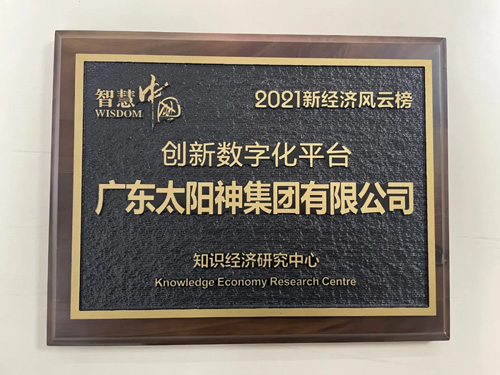 智慧中国
WISDOM
2021新经济风云榜
创新数字化平台
广东太阳神集团有限公司
知识经济研究中心
Knowledge Economy Research Centre